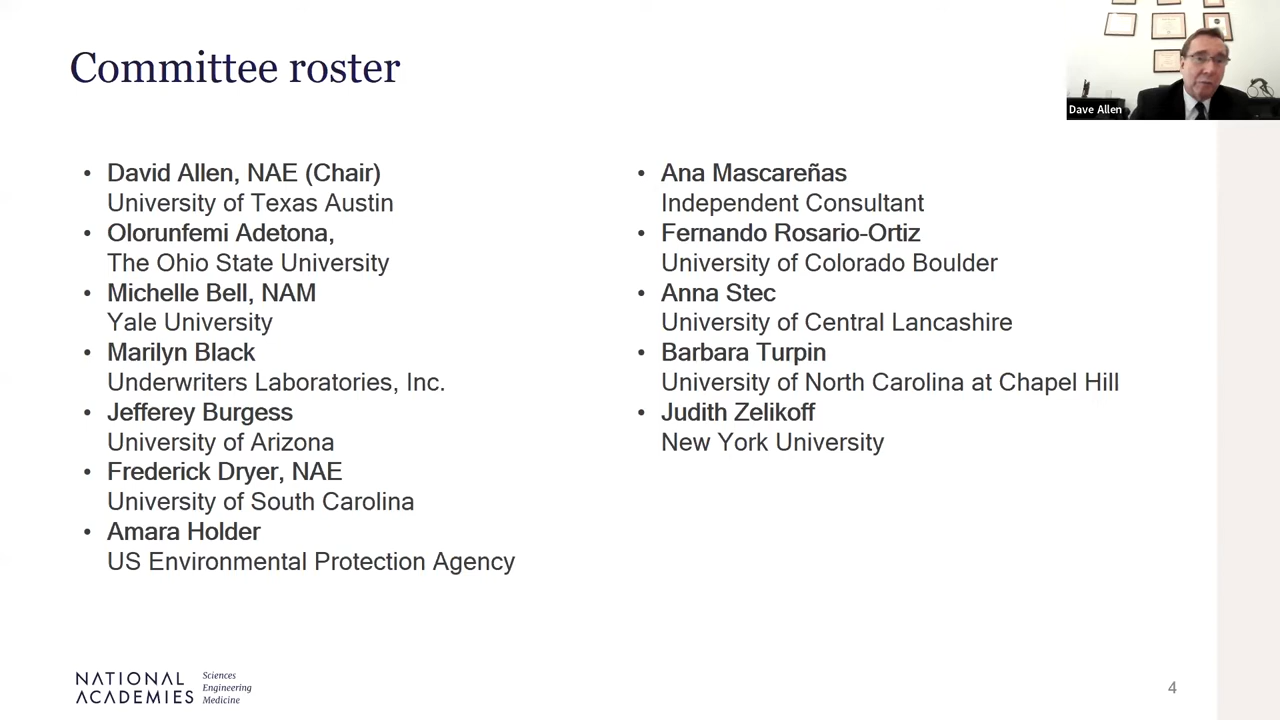 Committee roster
Dave Allen
• David Allen, NAE (Chair)
University of Texas Austin
• Olorunfemi Adetona,
The Ohio State University
• Michelle Bell, NAM
Yale University
• Marilyn Black
Underwriters Laboratories, Inc.
• Jefferey Burgess
University of Arizona
• Frederick Dryer, NAE
University of South Carolina
• Amara Holder
US Environmental Protection Agency
• Ana Mascareñas
Independent Consultant
• Fernando Rosario-Ortiz
University of Colorado Boulder
• Anna Stec
University of Central Lancashire
• Barbara Turpin
University of North Carolina at Chapel Hill
• Judith Zelikoff
New York University
NATIONAL
ACADEMIES
Sciences
Engineering
Medicine
4